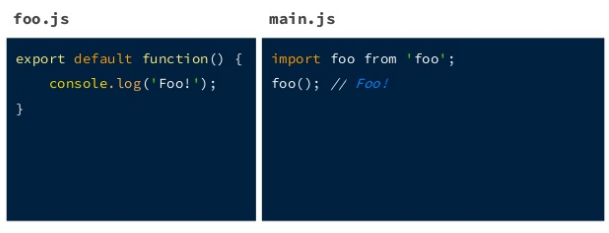 foo.js
export default function() {
    console.log('Foo!');
}
main.js
import foo from 'foo';
foo(); // Foo!